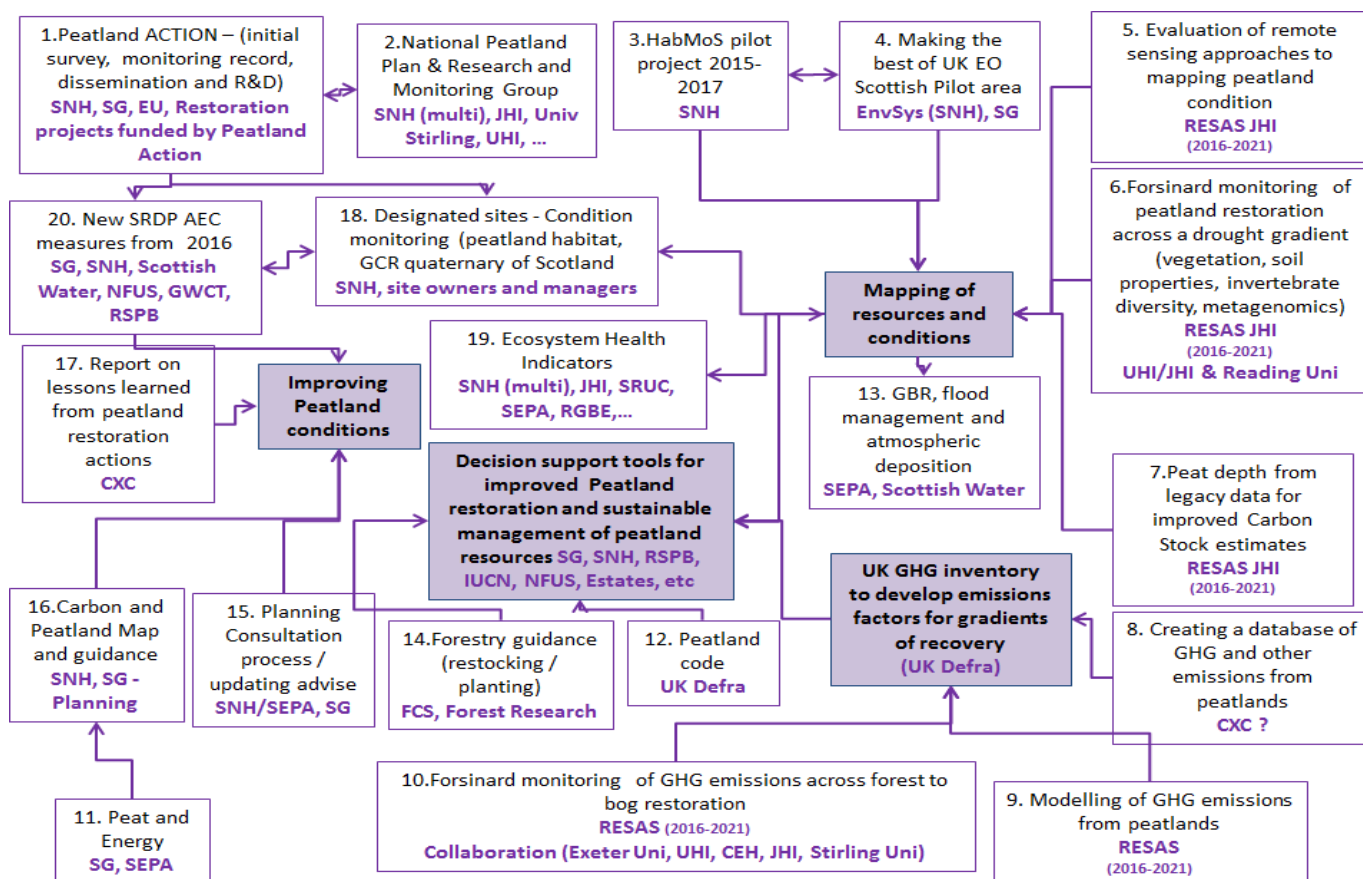 1.Peatland ACTION – (initial
survey, monitoring record,
dissemination and R&D)
SNH, SG, EU, Restoration
projects funded by Peatland
Action
2.National Peatland
Plan & Research and
Monitoring Group
SNH (multi), JHI, Univ
Stirling, UHI, ...
3.HabMoS pilot
project 2015-
2017
SNH
4. Making the
best of UK EO
Scottish Pilot area
EnvSys (SNH), SG
5. Evaluation of remote
sensing approaches to
mapping peatland
condition
RESAS JHI
(2016-2021)
20. New SRDP AEC
measures from 2016
SG, SNH, Scottish
Water, NFUS, GWCT,
RSPB
18. Designated sites - Condition
monitoring (peatland habitat,
GCR quaternary of Scotland
SNH, site owners and managers
6.Forsinard monitoring of
peatland restoration
across a drought gradient
(vegetation, soil
properties, invertebrate
diversity, metagenomics)
RESAS JHI
(2016-2021)
UHI/JHI & Reading Uni
Mapping of
resources and
conditions
19. Ecosystem Health
Indicators
SNH (multi), JHI, SRUC,
SEPA, RGBE,...
17. Report on
lessons learned
from peatland
restoration
actions
CXC
Improving
Peatland
conditions
13. GBR, flood
management and
atmospheric
deposition
SEPA, Scottish Water
Decision support tools for
improved Peatland
restoration and sustainable
management of peatland
resources SG, SNH, RSPB,
IUCN, NFUS, Estates, etc
7.Peat depth from
legacy data for
improved Carbon
Stock estimates
RESAS JHI
(2016-2021)
UK GHG inventory
to develop emissions
factors for gradients
of recovery
(UK Defra)
16.Carbon and
Peatland Map
and guidance
SNH, SG -
Planning
15. Planning
Consultation
process /
updating advise
SNH/SEPA, SG
14.Forestry guidance
(restocking /
planting)
FCS, Forest Research
12. Peatland
code
UK Defra
8. Creating a database of
GHG and other
emissions from
peatlands
CXC ?
11. Peat and
Energy
SG, SEPA
10.Forsinard monitoring of GHG emissions across forest to
bog restoration
RESAS (2016-2021)
Collaboration (Exeter Uni, UHI, CEH, JHI, Stirling Uni)
9. Modelling of GHG emissions
from peatlands
RESAS
(2016-2021)